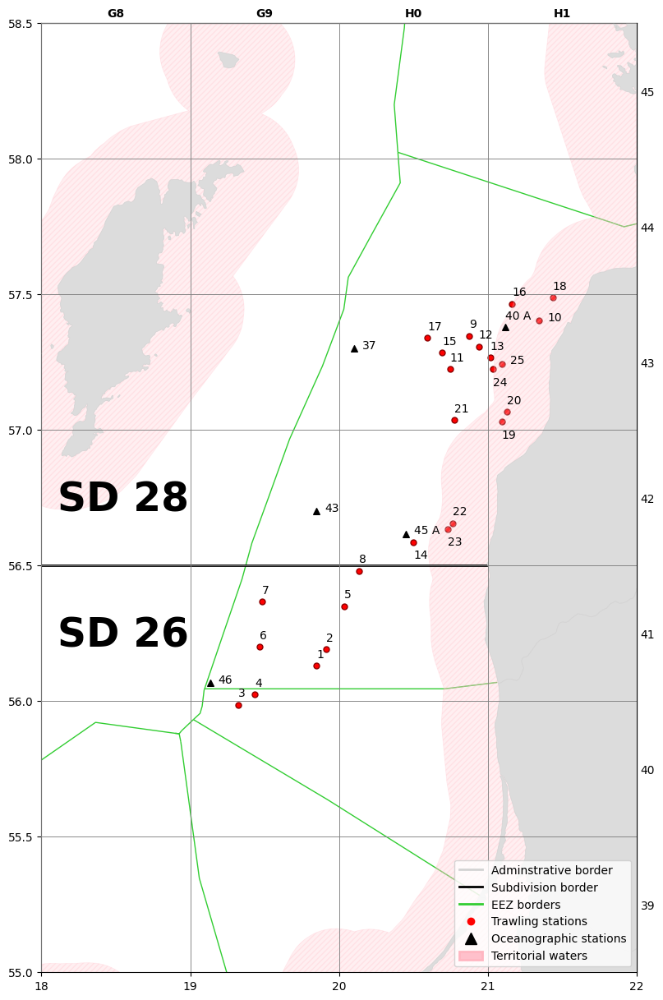 G8 G9 H0 H1
58.5
45
58.0
44
57.5
16 18
40 A 10
17 9 12
37 15 13
11 25 43
24
21 20
57.0 19
SD 28 42
43 22
45 A 23
14
56.5 8
7 5
SD 26 6 2 41
1
46 4
3
56.0
40
55.5
Adminstrative border
Subdivision border
EEZ borders 39
Trawling stations
Oceanographic stations
Territorial waters
55.0
18 19 20 21 22